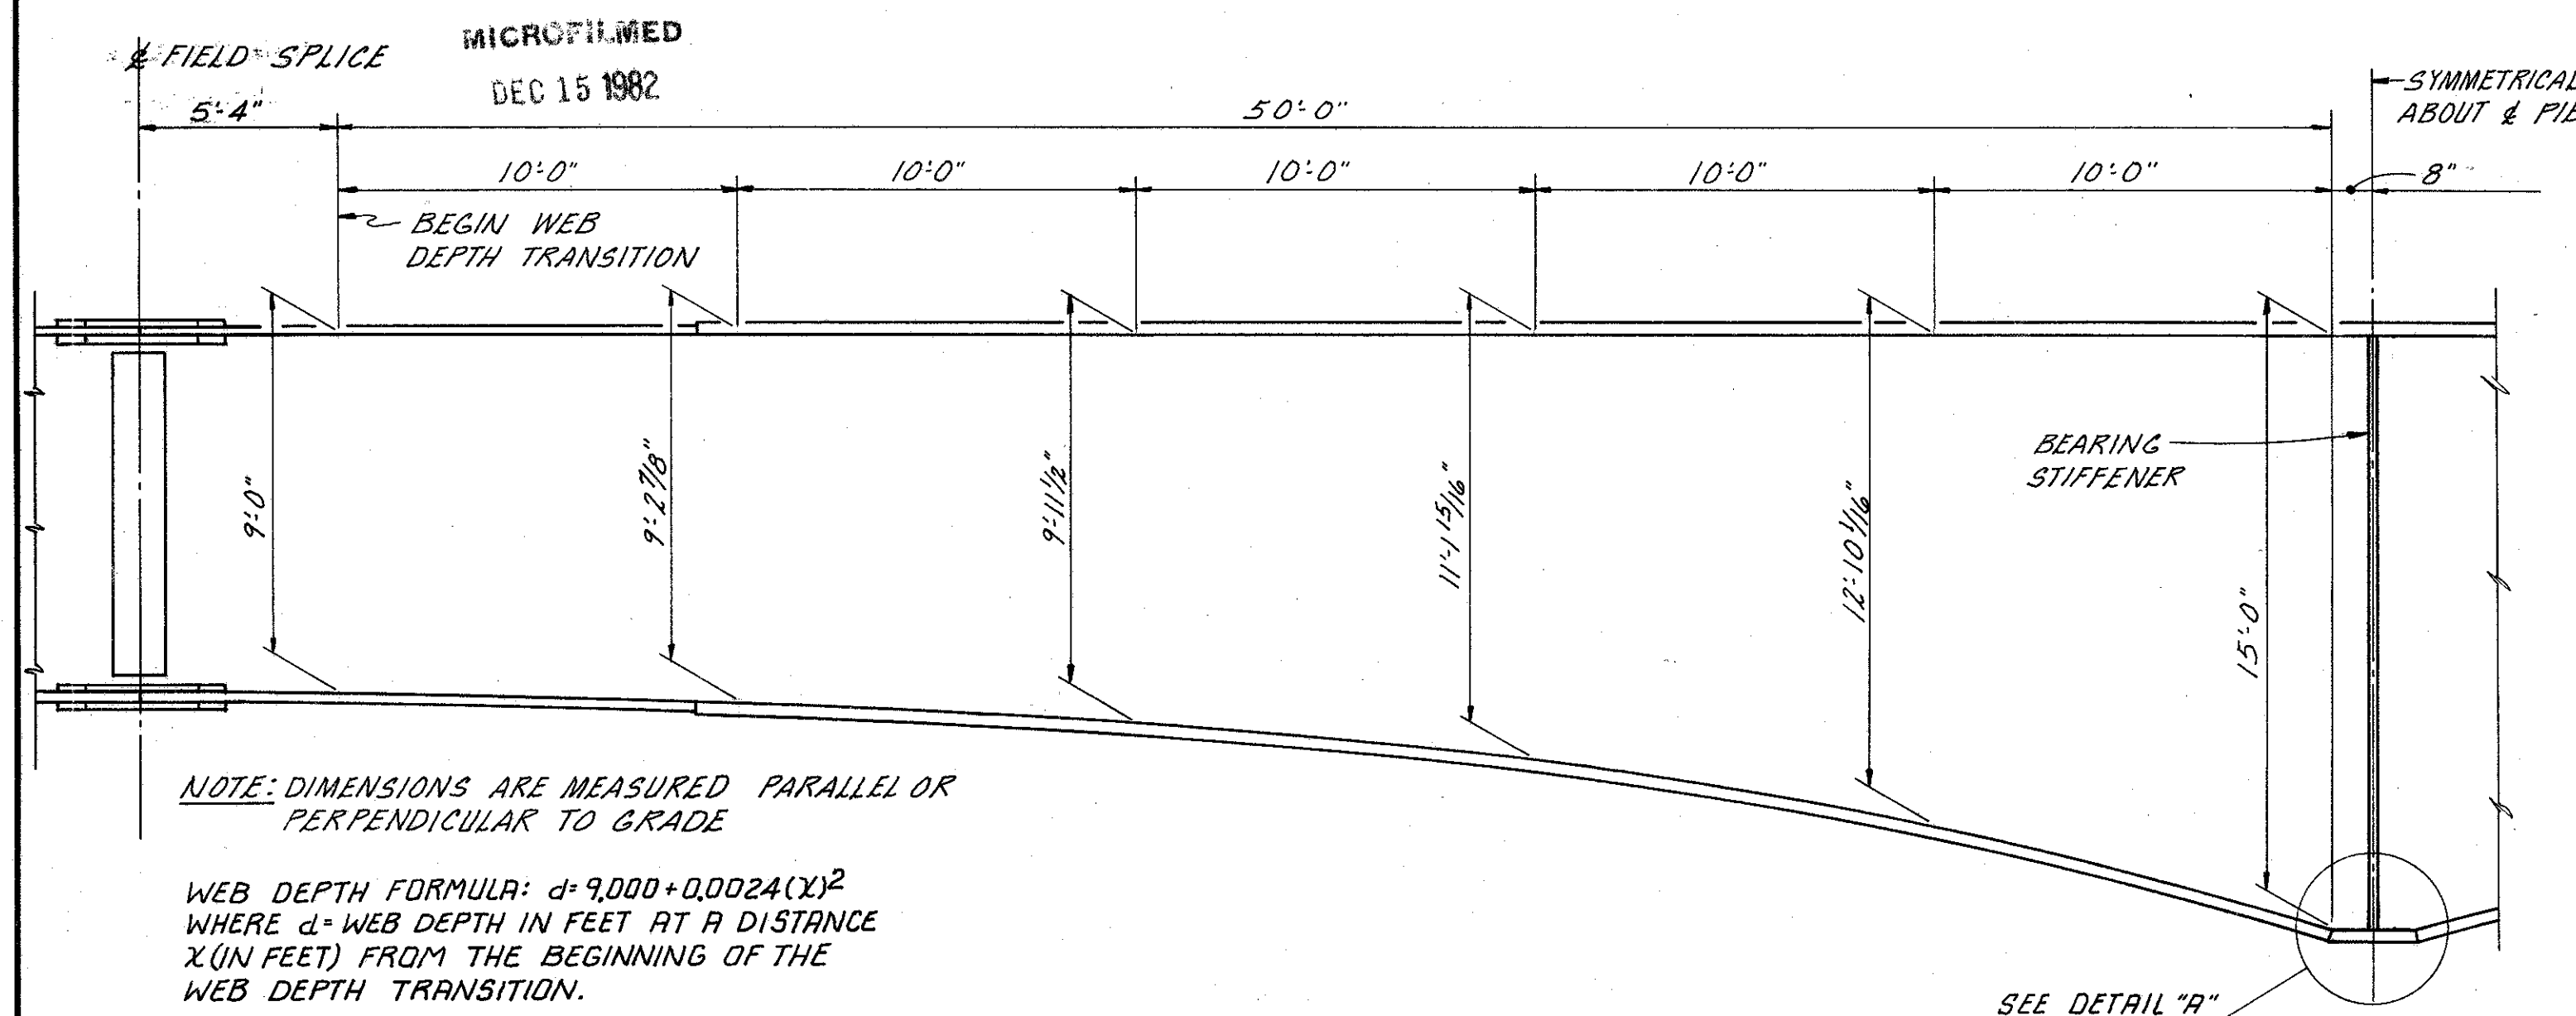 ℄ FIELD SPLICE
MICROFILMED
DEC 15 1982
5'-4"
50'-0"
SYMMETRICAL
ABOUT ℄ PIE
10'-0"
10'-0"
10'-0"
10'-0"
10'-0"
8"
BEGIN WEB
DEPTH TRANSITION
9'-0"
9'-2 7/8"
9'-11 1/2"
11'-1 15/16"
12'-10 1/16"
15'-0"
BEARING
STIFFENER
NOTE: DIMENSIONS ARE MEASURED PARALLEL OR
PERPENDICULAR TO GRADE
WEB DEPTH FORMULA: d=9.000+0.0024(X)²
WHERE d= WEB DEPTH IN FEET AT A DISTANCE
X (IN FEET) FROM THE BEGINNING OF THE
WEB DEPTH TRANSITION.
SEE DETAIL "A"